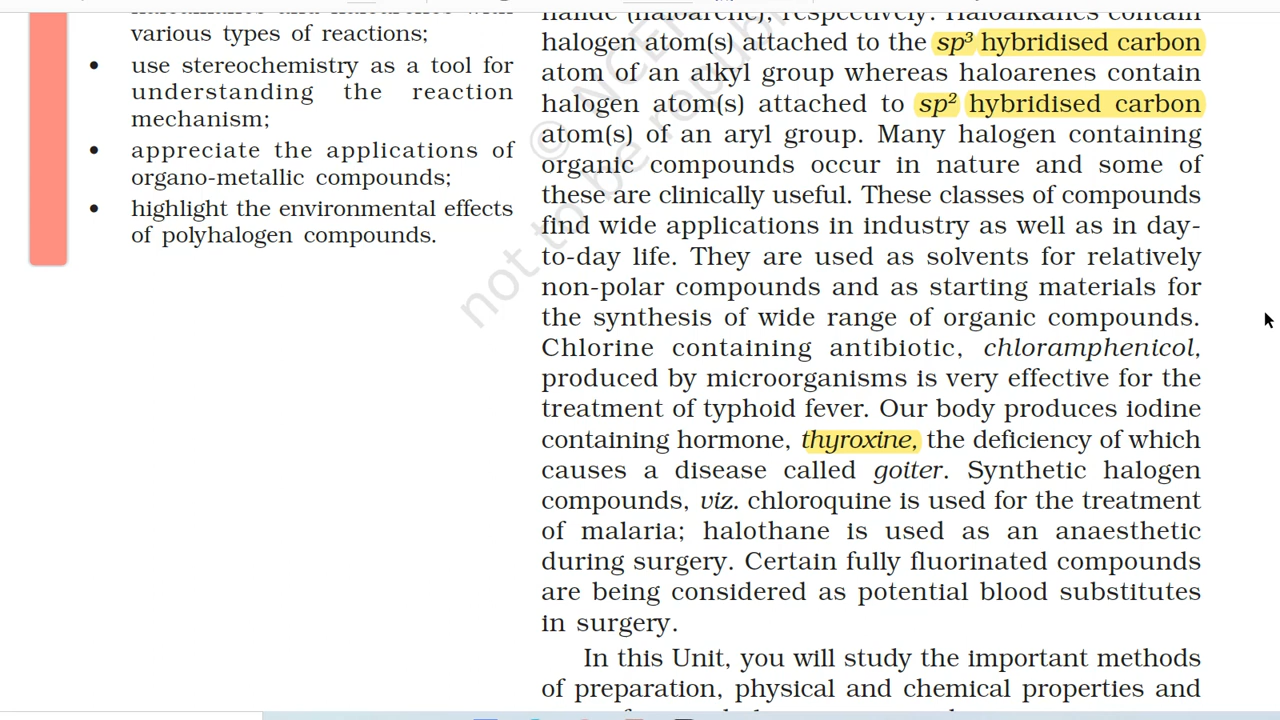 various types of reactions;
• use stereochemistry as a tool for
understanding the reaction
mechanism;
• appreciate the applications of
organo-metallic compounds;
• highlight the environmental effects
of polyhalogen compounds.
halogen atom(s) attached to the sp³ hybridised carbon
atom of an alkyl group whereas haloarenes contain
halogen atom(s) attached to sp² hybridised carbon
atom(s) of an aryl group. Many halogen containing
organic compounds occur in nature and some of
these are clinically useful. These classes of compounds
find wide applications in industry as well as in day-
to-day life. They are used as solvents for relatively
non-polar compounds and as starting materials for
the synthesis of wide range of organic compounds.
Chlorine containing antibiotic, chloramphenicol,
produced by microorganisms is very effective for the
treatment of typhoid fever. Our body produces iodine
containing hormone, thyroxine, the deficiency of which
causes a disease called goiter. Synthetic halogen
compounds, viz. chloroquine is used for the treatment
of malaria; halothane is used as an anaesthetic
during surgery. Certain fully fluorinated compounds
are being considered as potential blood substitutes
in surgery.
In this Unit, you will study the important methods
of preparation, physical and chemical properties and
© NCER
not to be republ